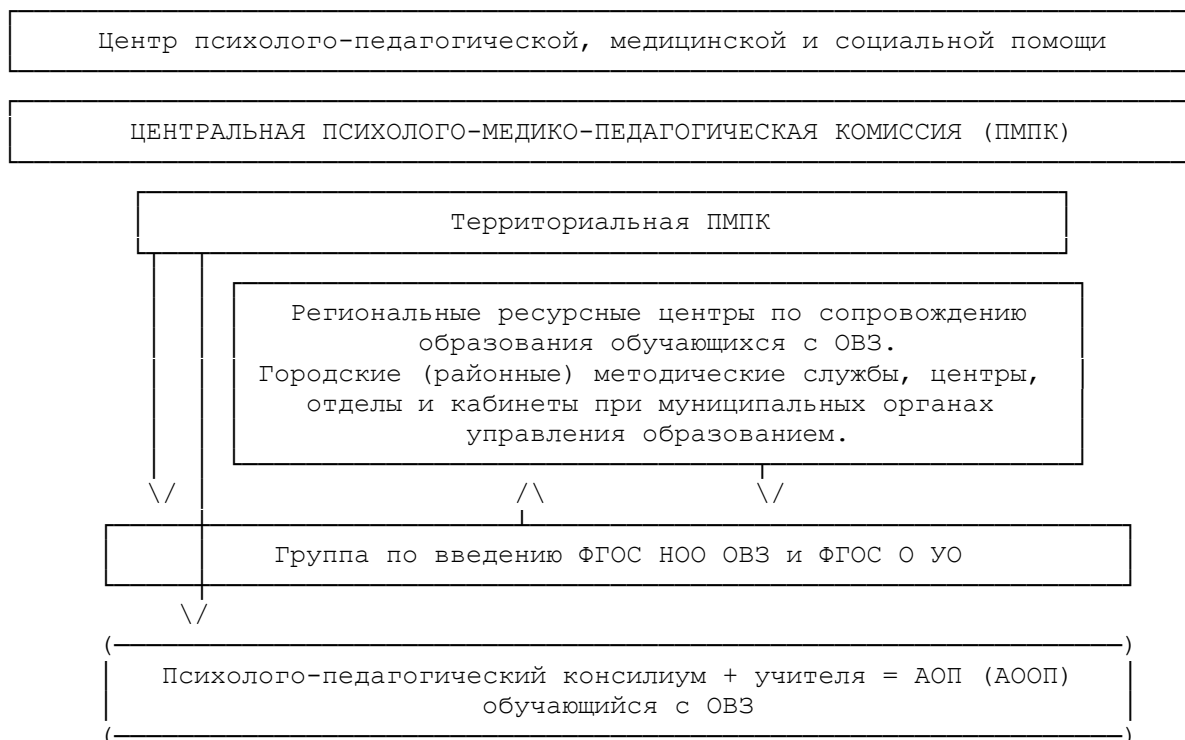 Центр психолого-педагогической, медицинской и социальной помощи
ЦЕНТРАЛЬНАЯ ПСИХОЛОГО-МЕДИКО-ПЕДАГОГИЧЕСКАЯ КОМИССИЯ (ПМПК)
Территориальная ПМПК
Региональные ресурсные центры по сопровождению
образования обучающихся с ОВЗ.
Городские (районные) методические службы, центры,
отделы и кабинеты при муниципальных органах
управления образованием.
Группа по введению ФГОС НОО ОВЗ и ФГОС О УО
Психолого-педагогический консилиум + учителя = АОП (АООП)
обучающийся с ОВЗ